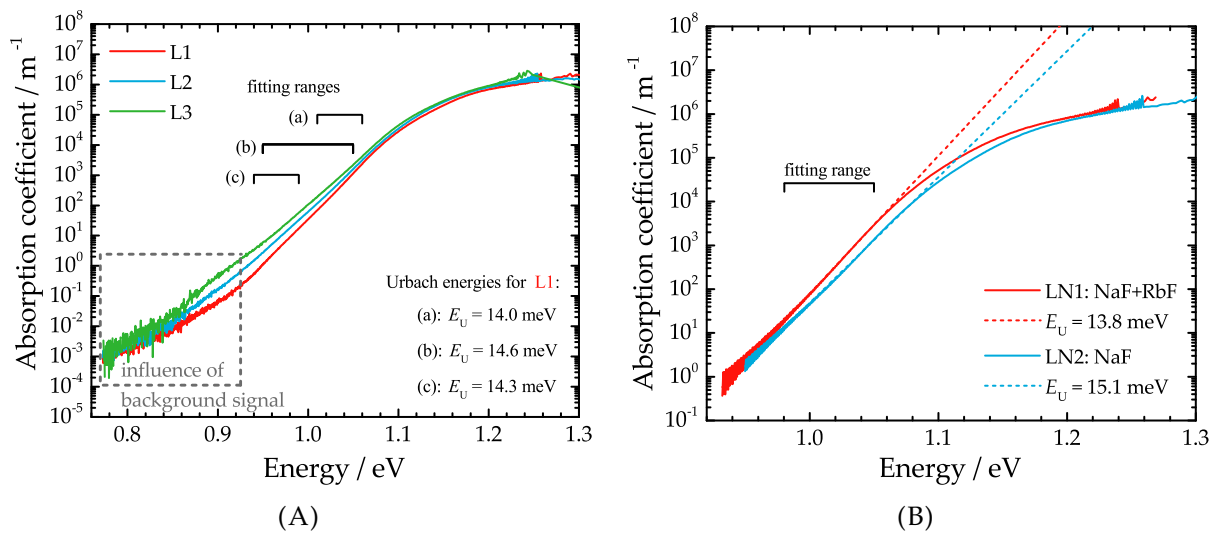 10^8
10^7
10^6
10^5
10^4
10^3
10^2
10^1
10^0
10^-1
10^-2
10^-3
10^-4
10^-5
Absorption coefficient / m^-1
L1
L2
L3
fitting ranges
(a)
(b)
(c)
influence of
background signal
Urbach energies for L1:
(a): E_U = 14.0 meV
(b): E_U = 14.6 meV
(c): E_U = 14.3 meV
0.8 0.9 1.0 1.1 1.2 1.3
Energy / eV
(A)
10^8
10^7
10^6
10^5
10^4
10^3
10^2
10^1
10^0
10^-1
Absorption coefficient / m^-1
fitting range
LN1: NaF+RbF
E_U = 13.8 meV
LN2: NaF
E_U = 15.1 meV
1.0 1.1 1.2 1.3
Energy / eV
(B)